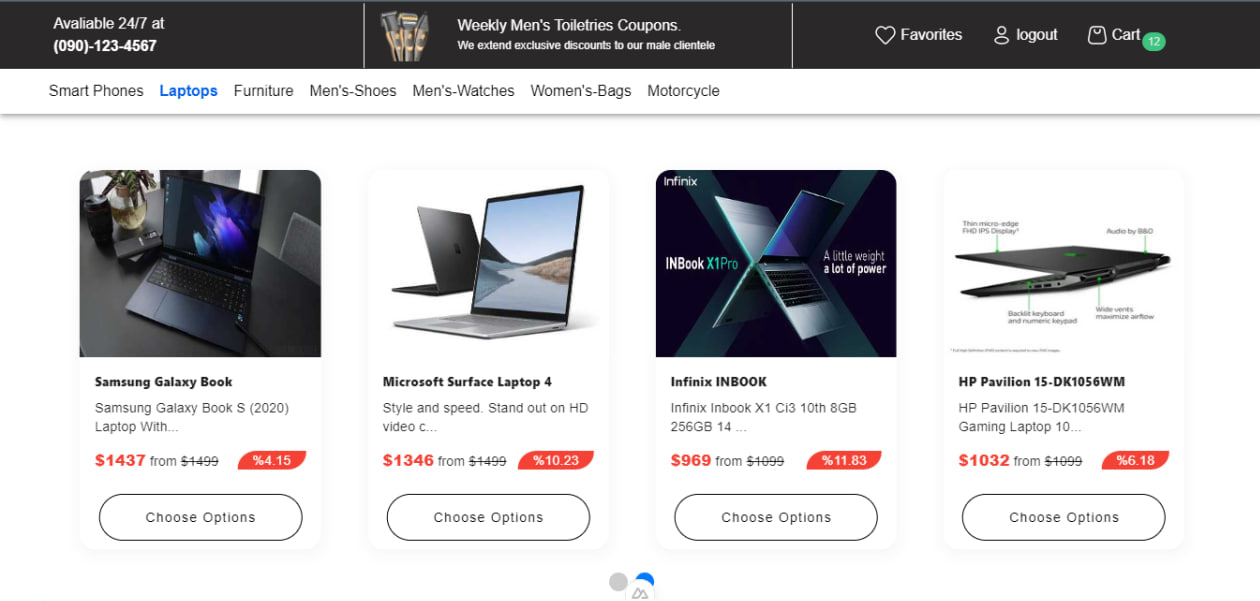 Avaliable 24/7 at
(090)-123-4567
Weekly Men's Toiletries Coupons.
We extend exclusive discounts to our male clientele
Favorites
logout
Cart
12
Smart Phones
Laptops
Furniture
Men's-Shoes
Men's-Watches
Women's-Bags
Motorcycle
Samsung Galaxy Book
Samsung Galaxy Book S (2020)
Laptop With...
$1437 from $1499
%4.15
Choose Options
Microsoft Surface Laptop 4
Style and speed. Stand out on HD
video c...
$1346 from $1499
%10.23
Choose Options
Infinix
INBook X1Pro
A little weight
a lot of power
Infinix INBOOK
Infinix Inbook X1 Ci3 10th 8GB
256GB 14 ...
$969 from $1099
%11.83
Choose Options
Thin micro-edge
FHD IPS Display*
Audio by B&O
Backlit keyboard
and numeric keypad
Wide vents
maximize airflow
HP Pavilion 15-DK1056WM
HP Pavilion 15-DK1056WM
Gaming Laptop 10...
$1032 from $1099
%6.18
Choose Options